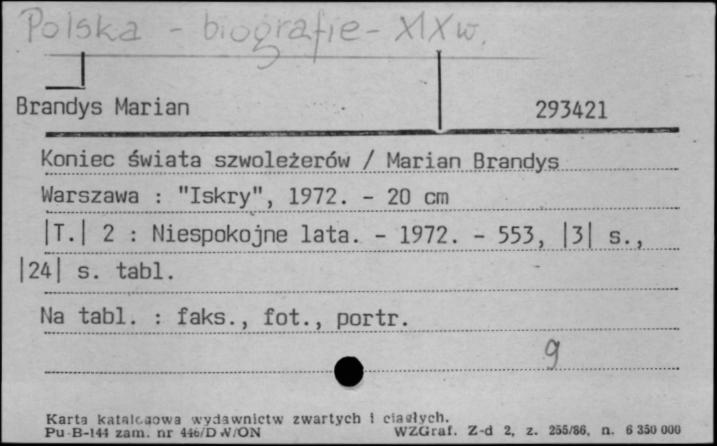 Polska - biografie - XIX w.
Brandys Marian 293421
Koniec świata szwoleżerów / Marian Brandys
Warszawa : "Iskry", 1972. - 20 cm
|T.| 2 : Niespokojne lata. - 1972. - 553, |3| s.,
|24| s. tabl.
Na tabl. : faks., fot., portr.
g
Karta katalogowa wydawnictw zwartych i ciągłych.
Pu-B-144 zam. nr 446/DW/ON WZGraf. Z-d 2, z. 255/86, n. 6 350 000